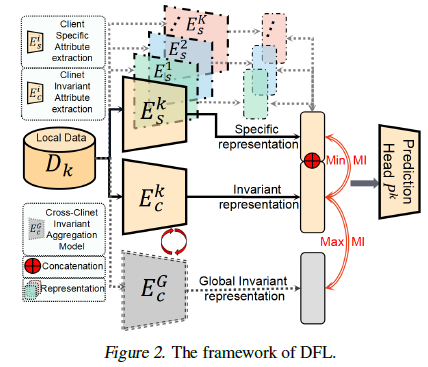 Client
Specific
Attribute
extraction
E_s^i
Clinet
Invariant
Attribute
extraction
E_c^i
E_s^K
E_s^2
E_s^1
E_s^k
Local Data
D_k
E_c^k
Specific
representation
Invariant
representation
Min MI
Prediction
Head P^k
Max MI
E_c^G
Cross-Clinet
Invariant
Aggregation
Model
Concatenation
Representation
E_c^G
Global Invariant
representation
Figure 2. The framework of DFL.